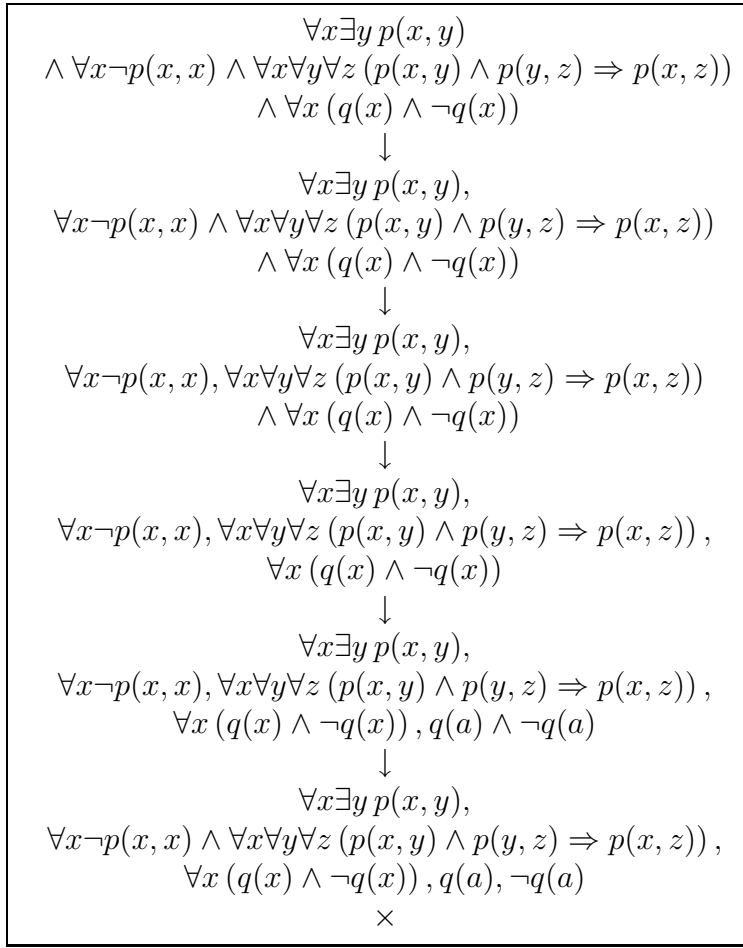 ∀x∃y p(x, y)
∧ ∀x¬p(x, x) ∧ ∀x∀y∀z (p(x, y) ∧ p(y, z) ⇒ p(x, z))
∧ ∀x (q(x) ∧ ¬q(x))
↓
∀x∃y p(x, y),
∀x¬p(x, x) ∧ ∀x∀y∀z (p(x, y) ∧ p(y, z) ⇒ p(x, z))
∧ ∀x (q(x) ∧ ¬q(x))
↓
∀x∃y p(x, y),
∀x¬p(x, x), ∀x∀y∀z (p(x, y) ∧ p(y, z) ⇒ p(x, z))
∧ ∀x (q(x) ∧ ¬q(x))
↓
∀x∃y p(x, y),
∀x¬p(x, x), ∀x∀y∀z (p(x, y) ∧ p(y, z) ⇒ p(x, z)) ,
∀x (q(x) ∧ ¬q(x))
↓
∀x∃y p(x, y),
∀x¬p(x, x), ∀x∀y∀z (p(x, y) ∧ p(y, z) ⇒ p(x, z)) ,
∀x (q(x) ∧ ¬q(x)) , q(a) ∧ ¬q(a)
↓
∀x∃y p(x, y),
∀x¬p(x, x) ∧ ∀x∀y∀z (p(x, y) ∧ p(y, z) ⇒ p(x, z)) ,
∀x (q(x) ∧ ¬q(x)) , q(a), ¬q(a)
×